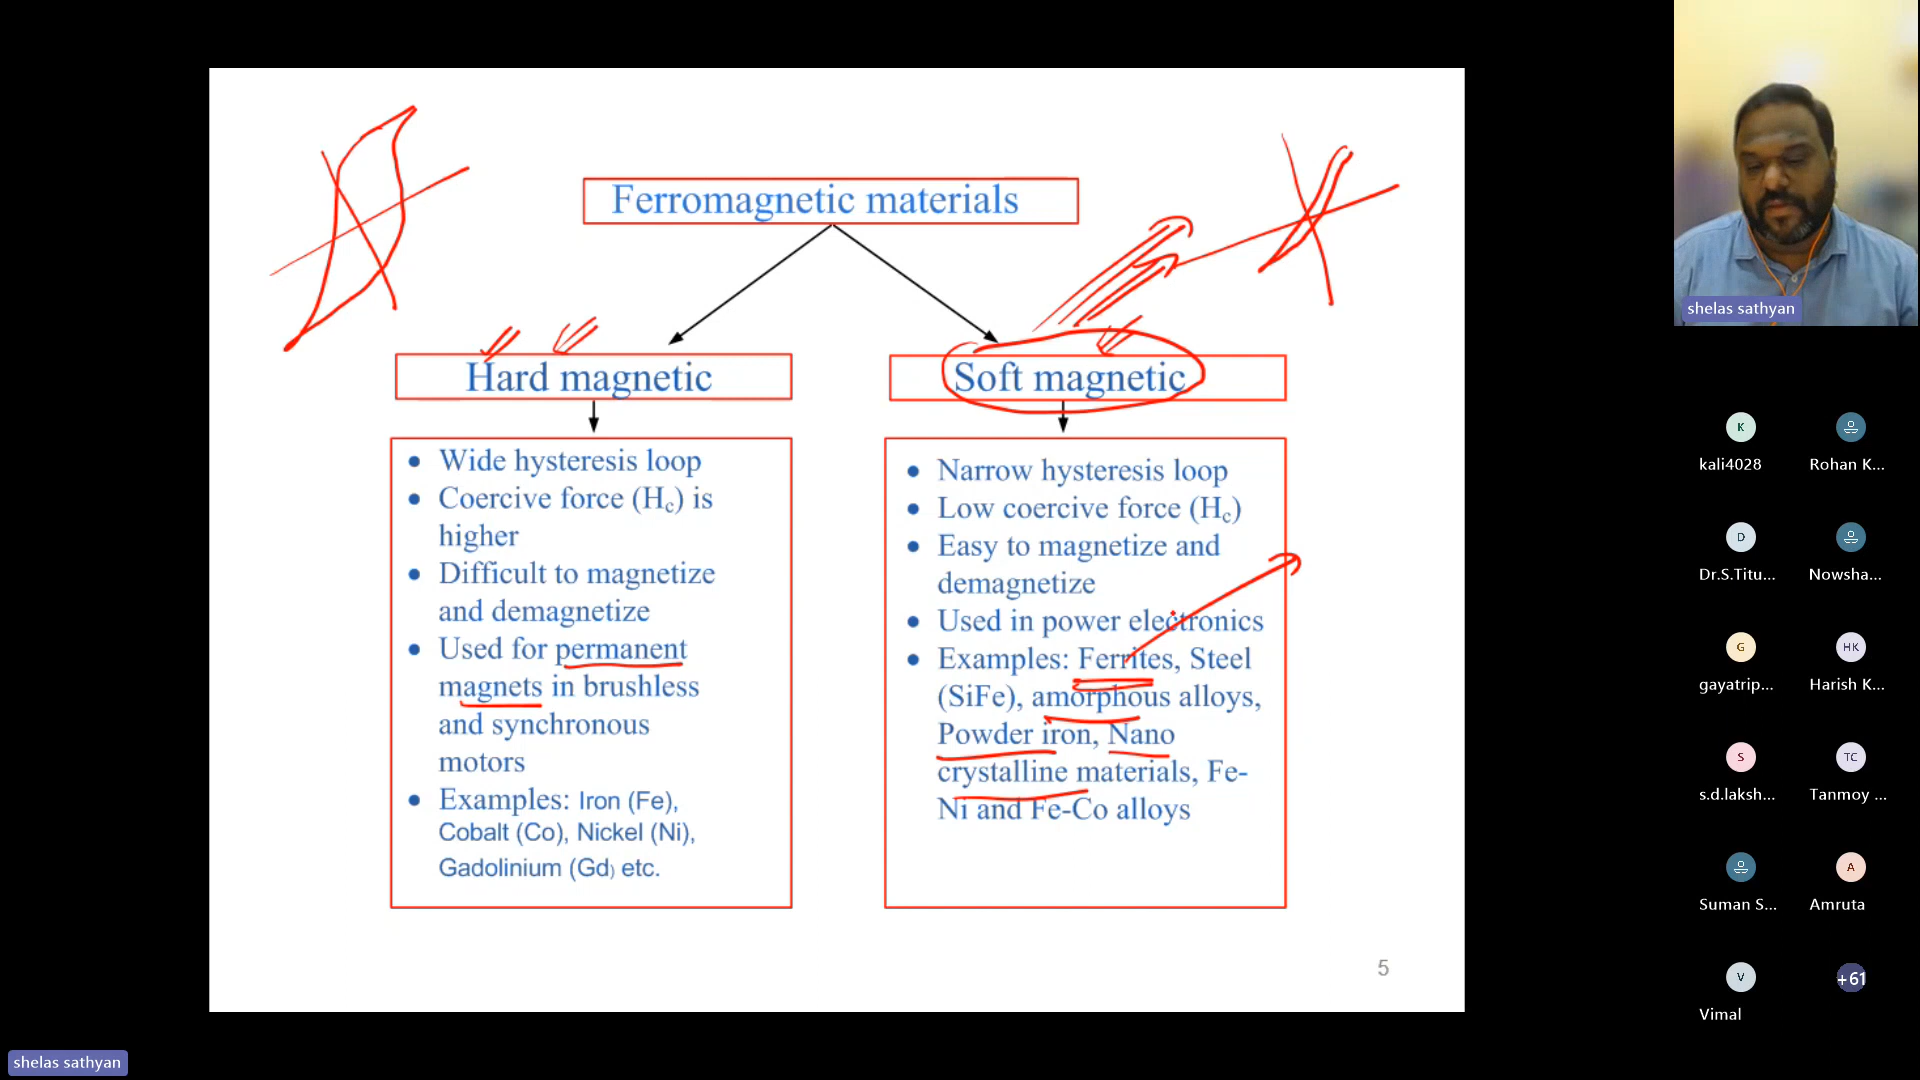 Ferromagnetic materials
Hard magnetic
• Wide hysteresis loop
• Coercive force (Hc) is
higher
• Difficult to magnetize
and demagnetize
• Used for permanent
magnets in brushless
and synchronous
motors
• Examples: Iron (Fe),
Cobalt (Co), Nickel (Ni),
Gadolinium (Gd) etc.
Soft magnetic
• Narrow hysteresis loop
• Low coercive force (Hc)
• Easy to magnetize and
demagnetize
• Used in power electronics
• Examples: Ferrites, Steel
(SiFe), amorphous alloys,
Powder iron, Nano
crystalline materials, Fe-
Ni and Fe-Co alloys
5
shelas sathyan
K
kali4028
Rohan K...
D
Dr.S.Titu...
Nowsha...
G
gayatrip...
HK
Harish K...
S
s.d.laksh...
TC
Tanmoy ...
Suman S...
A
Amruta
V
Vimal
+61
shelas sathyan